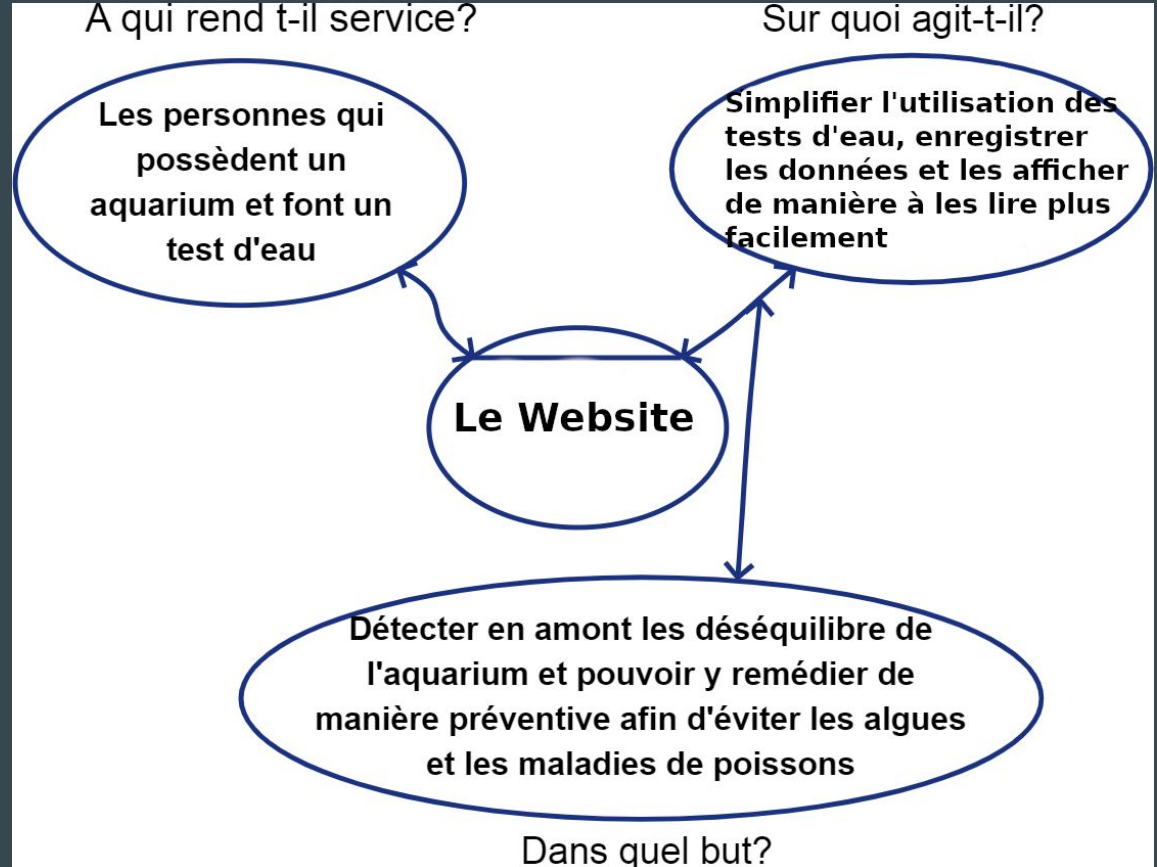 A qui rend t-il service?
Les personnes qui
possèdent un
aquarium et font un
test d'eau
Sur quoi agit-t-il?
Simplifier l'utilisation des
tests d'eau, enregistrer
les données et les afficher
de manière à les lire plus
facilement
Le Website
Détecter en amont les déséquilibre de
l'aquarium et pouvoir y remédier de
manière préventive afin d'éviter les algues
et les maladies de poissons
Dans quel but?